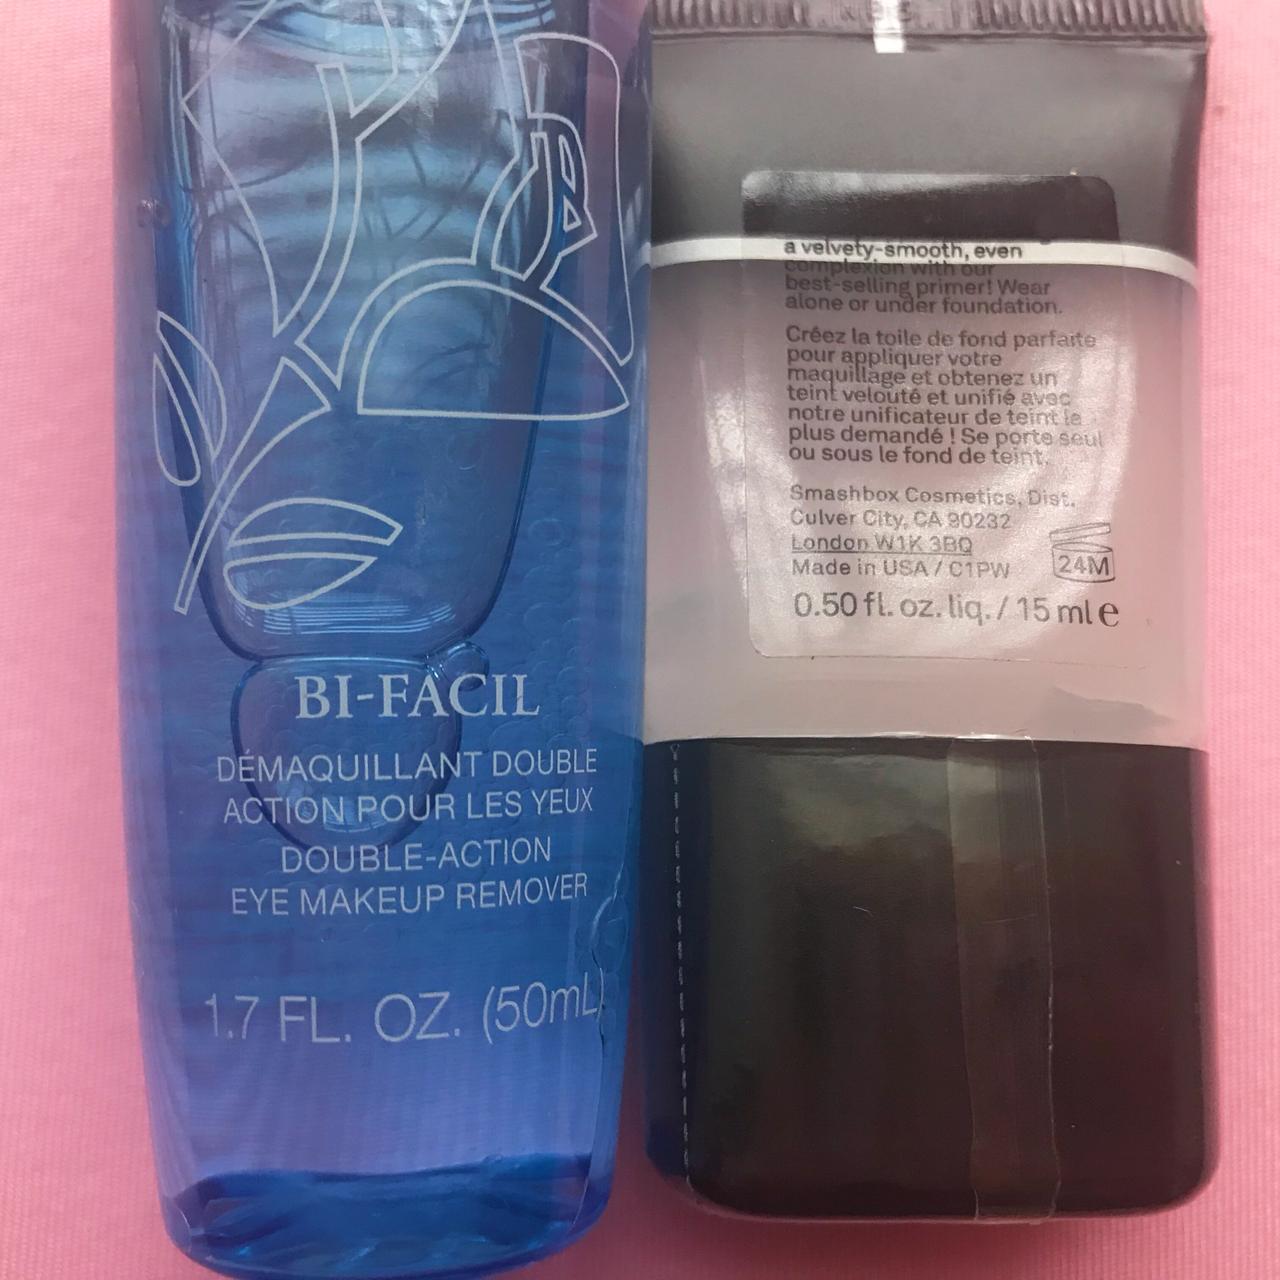 BI-FACIL
DÉMAQUILLANT DOUBLE
ACTION POUR LES YEUX
DOUBLE-ACTION
EYE MAKEUP REMOVER
1.7 FL. OZ. (50mL)
a velvety-smooth, even
complexion with our
best-selling primer! Wear
alone or under foundation.
Créez la toile de fond parfaite
pour appliquer votre
maquillage et obtenez un
teint velouté et unifié avec
notre unificateur de teint le
plus demandé ! Se porte seul
ou sous le fond de teint.
Smashbox Cosmetics, Dist.
Culver City, CA 90232
London W1K 3BQ
Made in USA / C1PW
24M
0.50 fl. oz. liq. / 15 ml e